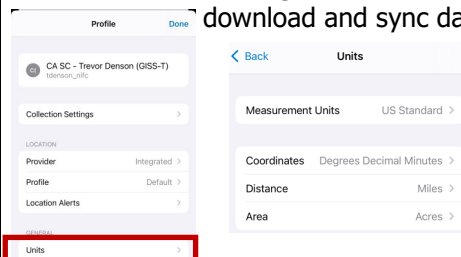 download and sync da
Profile
Done
C(
CA SC - Trevor Denson (GISS-T)
tdenson_nifc
Collection Settings
LOCATION
Provider Integrated
Profile Default
Location Alerts
GENERAL
Units
Back
Units
Measurement Units US Standard
Coordinates Degrees Decimal Minutes
Distance Miles
Area Acres